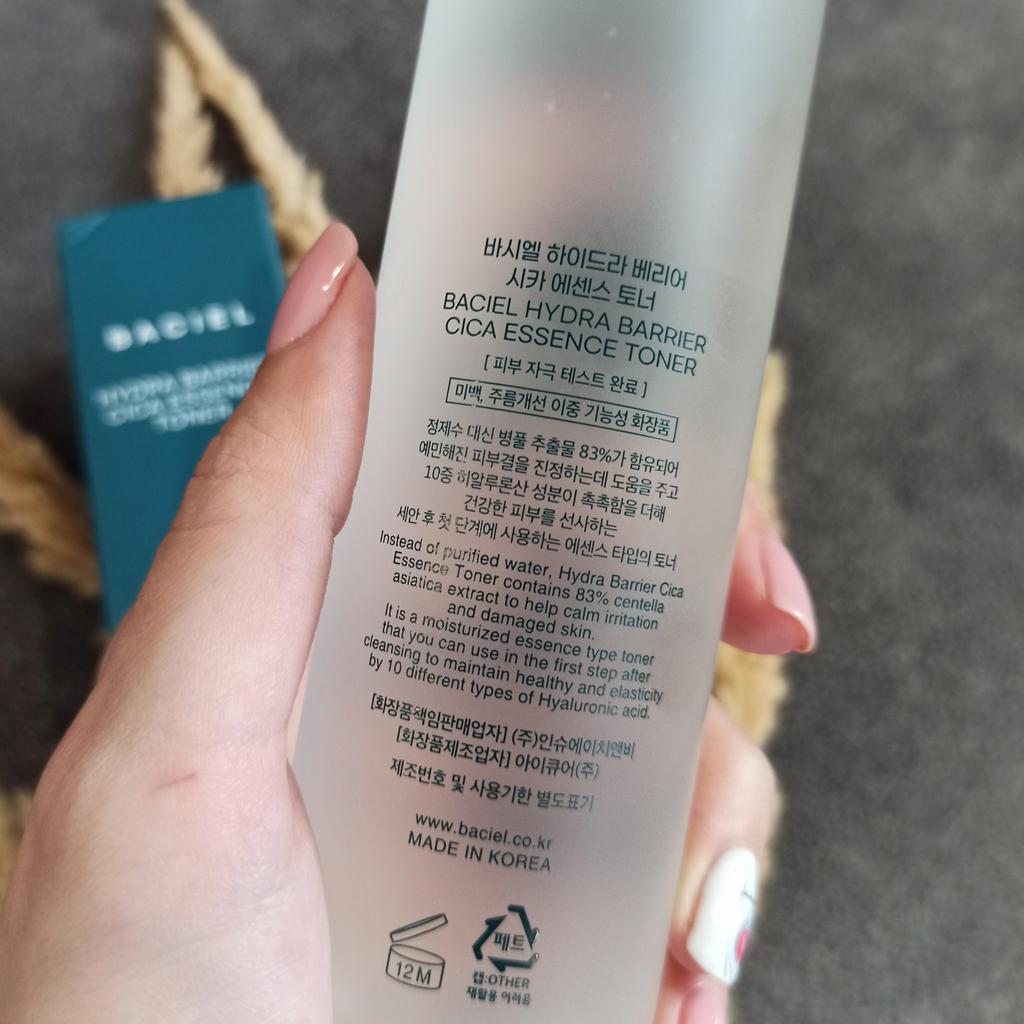 BACIEL
HYDRA BARRIER
CICA ESSENCE
TONER
바시엘 하이드라 베리어
시카 에센스 토너
BACIEL HYDRA BARRIER
CICA ESSENCE TONER
[ 피부 자극 테스트 완료 ]
미백, 주름개선 이중 기능성 화장품
정제수 대신 병풀 추출물 83%가 함유되어
예민해진 피부결을 진정하는데 도움을 주고
10중 히알루론산 성분이 촉촉함을 더해
건강한 피부를 선사하는
세안 후 첫 단계에 사용하는 에센스 타입의 토너
Instead of purified water, Hydra Barrier Cica
Essence Toner contains 83% centella
asiatica extract to help calm irritation
and damaged skin.
It is a moisturized essence type toner
that you can use in the first step after
cleansing to maintain healthy and elasticity
by 10 different types of Hyaluronic acid.
[화장품책임판매업자] (주)인슈에이치앤비
[화장품제조업자] 아이큐어(주)
제조번호 및 사용기한 별도표기
www.baciel.co.kr
MADE IN KOREA
12M
페트
캡:OTHER
재활용 어려움